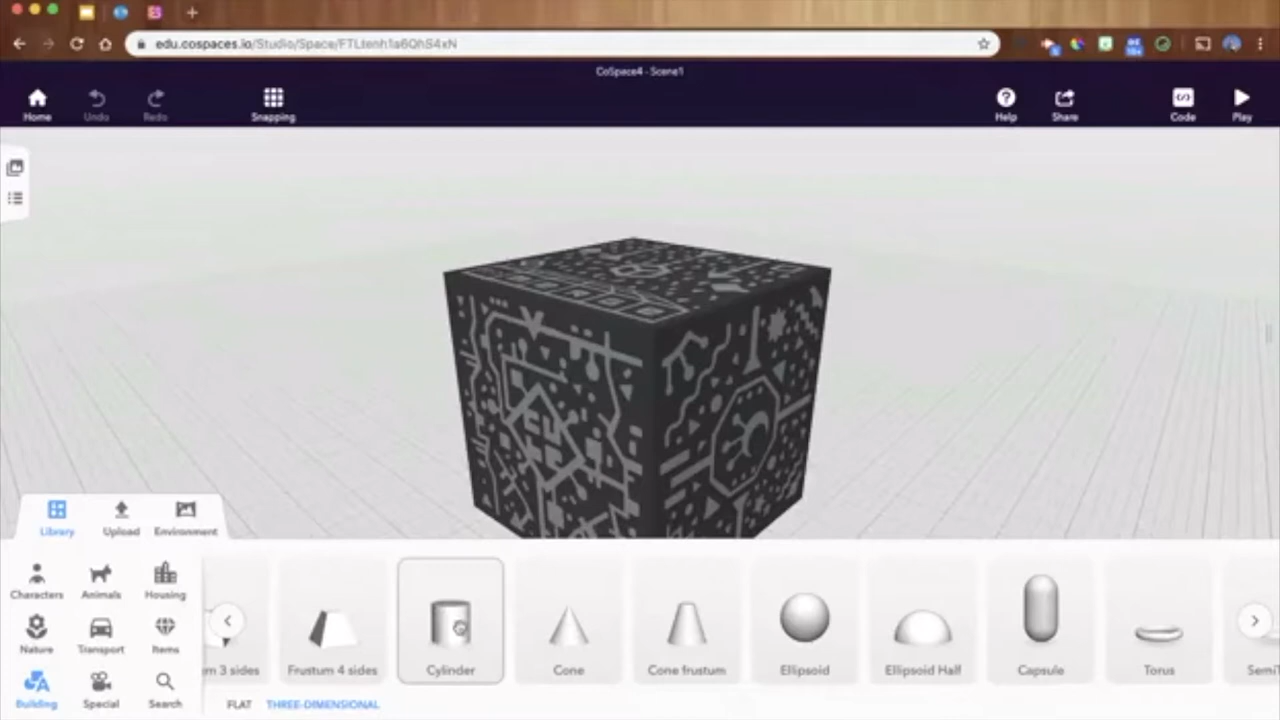 edu.cospaces.io/Studio/Space/
CoSpace4 - Scene1
Home
Undo
Redo
Snapping
Help
Share
Code
Play
Library
Upload
Environment
Characters
Animals
Housing
Nature
Transport
Items
Building
Special
Search
3 sides
Frustum 4 sides
Cylinder
Cone
Cone frustum
Ellipsoid
Ellipsoid Half
Capsule
Torus
FLAT
THREE-DIMENSIONAL